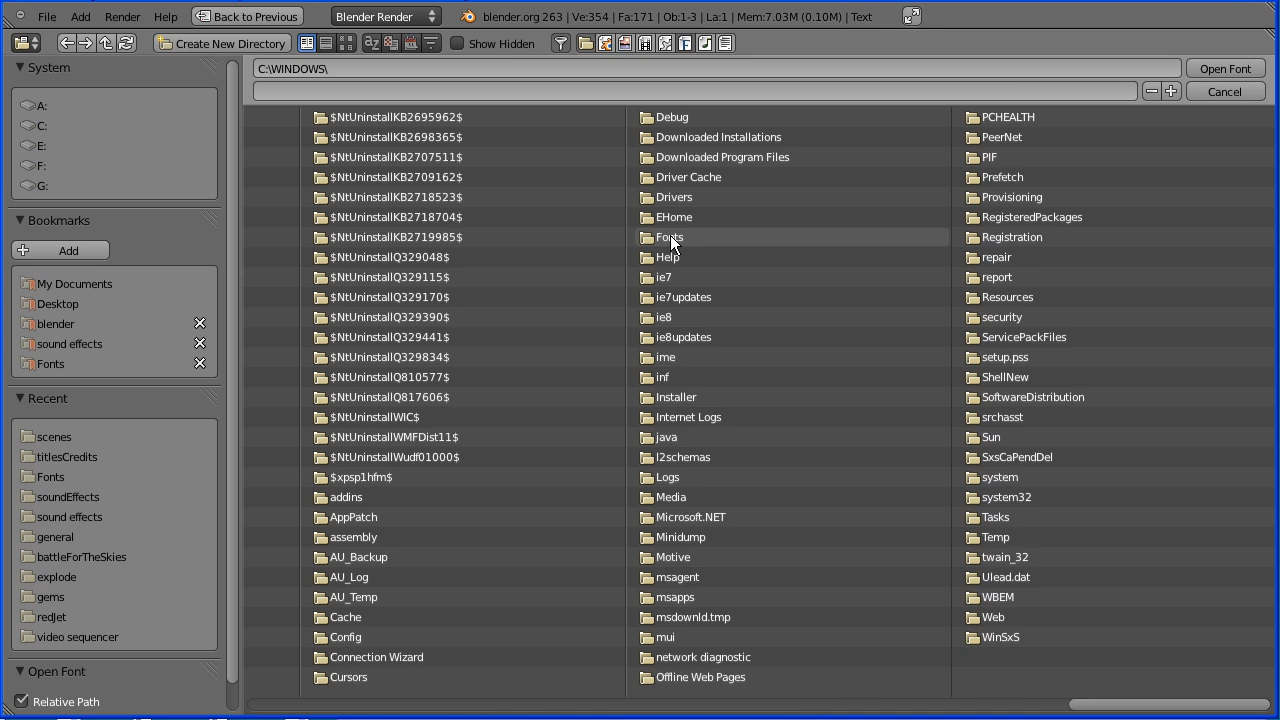 File Add Render Help Back to Previous Blender Render blender.org 263 | Ve:354 | Fa:171 | Ob:1-3 | La:1 | Mem:7.03M (0.10M) | Text
Create New Directory Show Hidden
System
A:
C:
E:
F:
G:
Bookmarks
Add
My Documents
Desktop
blender
sound effects
Fonts
Recent
scenes
titlesCredits
Fonts
soundEffects
sound effects
general
battleForTheSkies
explode
gems
redJet
video sequencer
Open Font
Relative Path
C:\WINDOWS\ Open Font
Cancel
$NtUninstallKB2695962$
$NtUninstallKB2698365$
$NtUninstallKB2707511$
$NtUninstallKB2709162$
$NtUninstallKB2718523$
$NtUninstallKB2718704$
$NtUninstallKB2719985$
$NtUninstallQ329048$
$NtUninstallQ329115$
$NtUninstallQ329170$
$NtUninstallQ329390$
$NtUninstallQ329441$
$NtUninstallQ329834$
$NtUninstallQ810577$
$NtUninstallQ817606$
$NtUninstallWIC$
$NtUninstallWMFDist11$
$NtUninstallWudf01000$
$xpsp1hfm$
addins
AppPatch
assembly
AU_Backup
AU_Log
AU_Temp
Cache
Config
Connection Wizard
Cursors
Debug
Downloaded Installations
Downloaded Program Files
Driver Cache
Drivers
EHome
Fonts
Help
ie7
ie7updates
ie8
ie8updates
ime
inf
Installer
Internet Logs
java
l2schemas
Logs
Media
Microsoft.NET
Minidump
Motive
msagent
msapps
msdownld.tmp
mui
network diagnostic
Offline Web Pages
PCHEALTH
PeerNet
PIF
Prefetch
Provisioning
RegisteredPackages
Registration
repair
report
Resources
security
ServicePackFiles
setup.pss
ShellNew
SoftwareDistribution
srchasst
Sun
SxsCaPendDel
system
system32
Tasks
Temp
twain_32
Ulead.dat
WBEM
Web
WinSxS